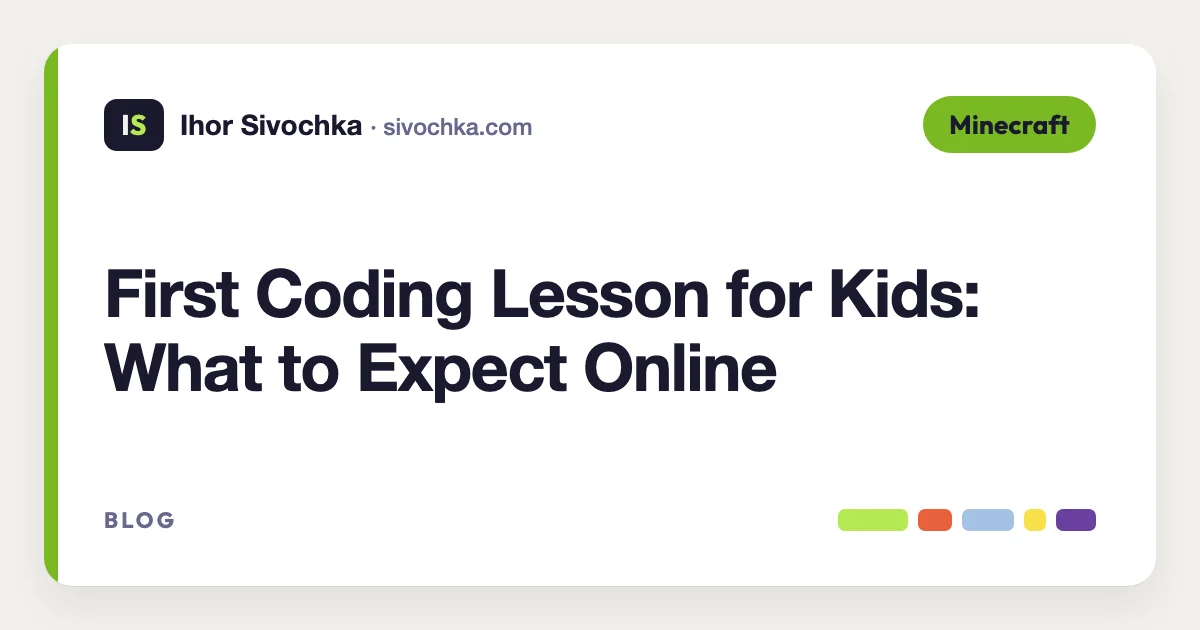 IS Ihor Sivochka · sivochka.com
Minecraft
First Coding Lesson for Kids:
What to Expect Online
BLOG